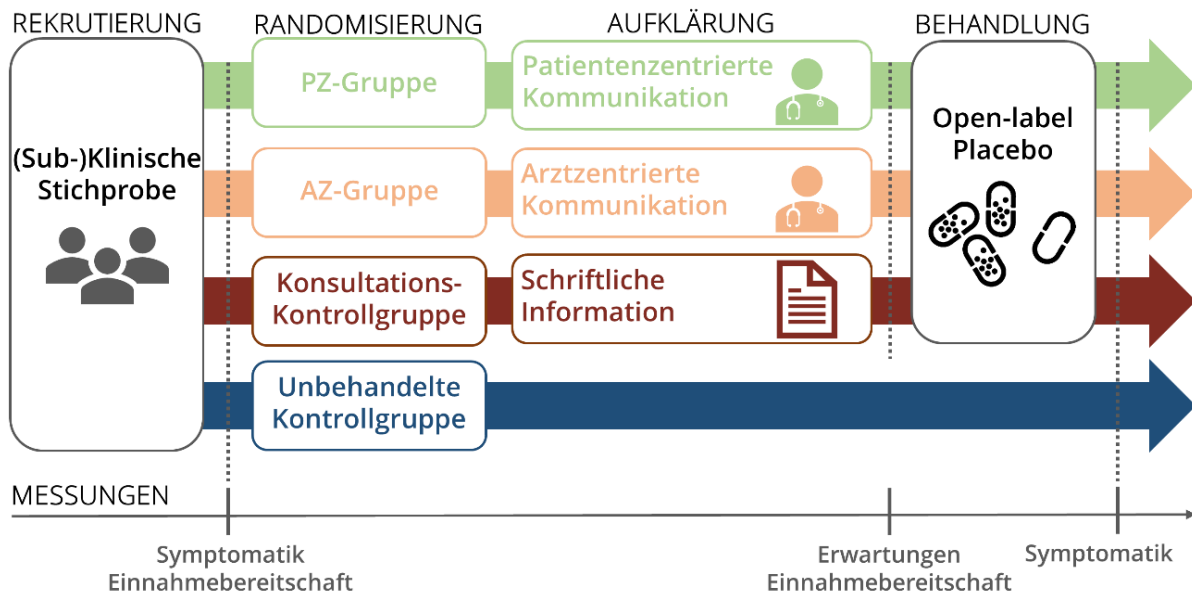 REKRUTIERUNG
RANDOMISIERUNG
AUFKLÄRUNG
BEHANDLUNG
(Sub-)Klinische
Stichprobe
PZ-Gruppe
Patientenzentrierte
Kommunikation
AZ-Gruppe
Arztzentrierte
Kommunikation
Konsultations-
Kontrollgruppe
Schriftliche
Information
Unbehandelte
Kontrollgruppe
Open-label
Placebo
MESSUNGEN
Symptomatik
Einnahmebereitschaft
Erwartungen
Einnahmebereitschaft
Symptomatik